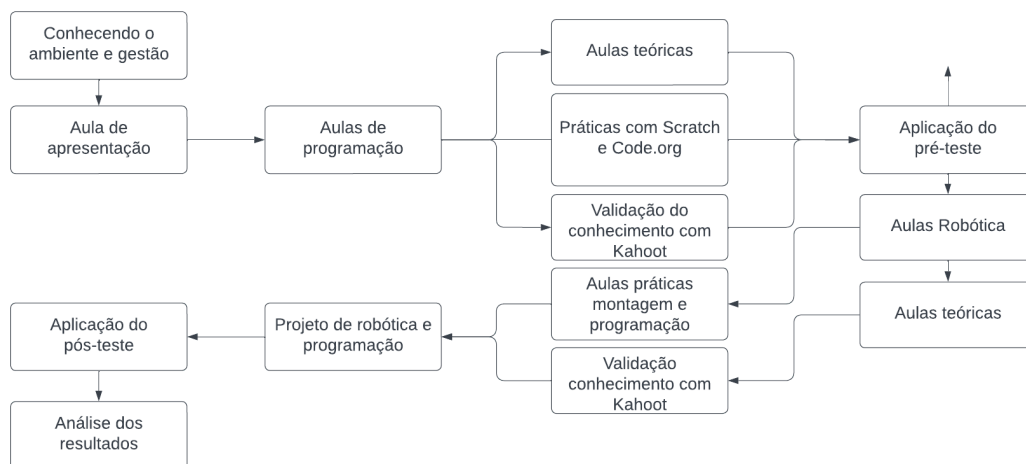 Conhecendo o
ambiente e gestão
Aula de
apresentação
Aulas de
programação
Aulas teóricas
Práticas com Scratch
e Code.org
Validação do
conhecimento com
Kahoot
Aplicação do
pré-teste
Aulas Robótica
Aulas teóricas
Aulas práticas
montagem e
programação
Validação
conhecimento com
Kahoot
Projeto de robótica e
programação
Aplicação do
pós-teste
Análise dos
resultados